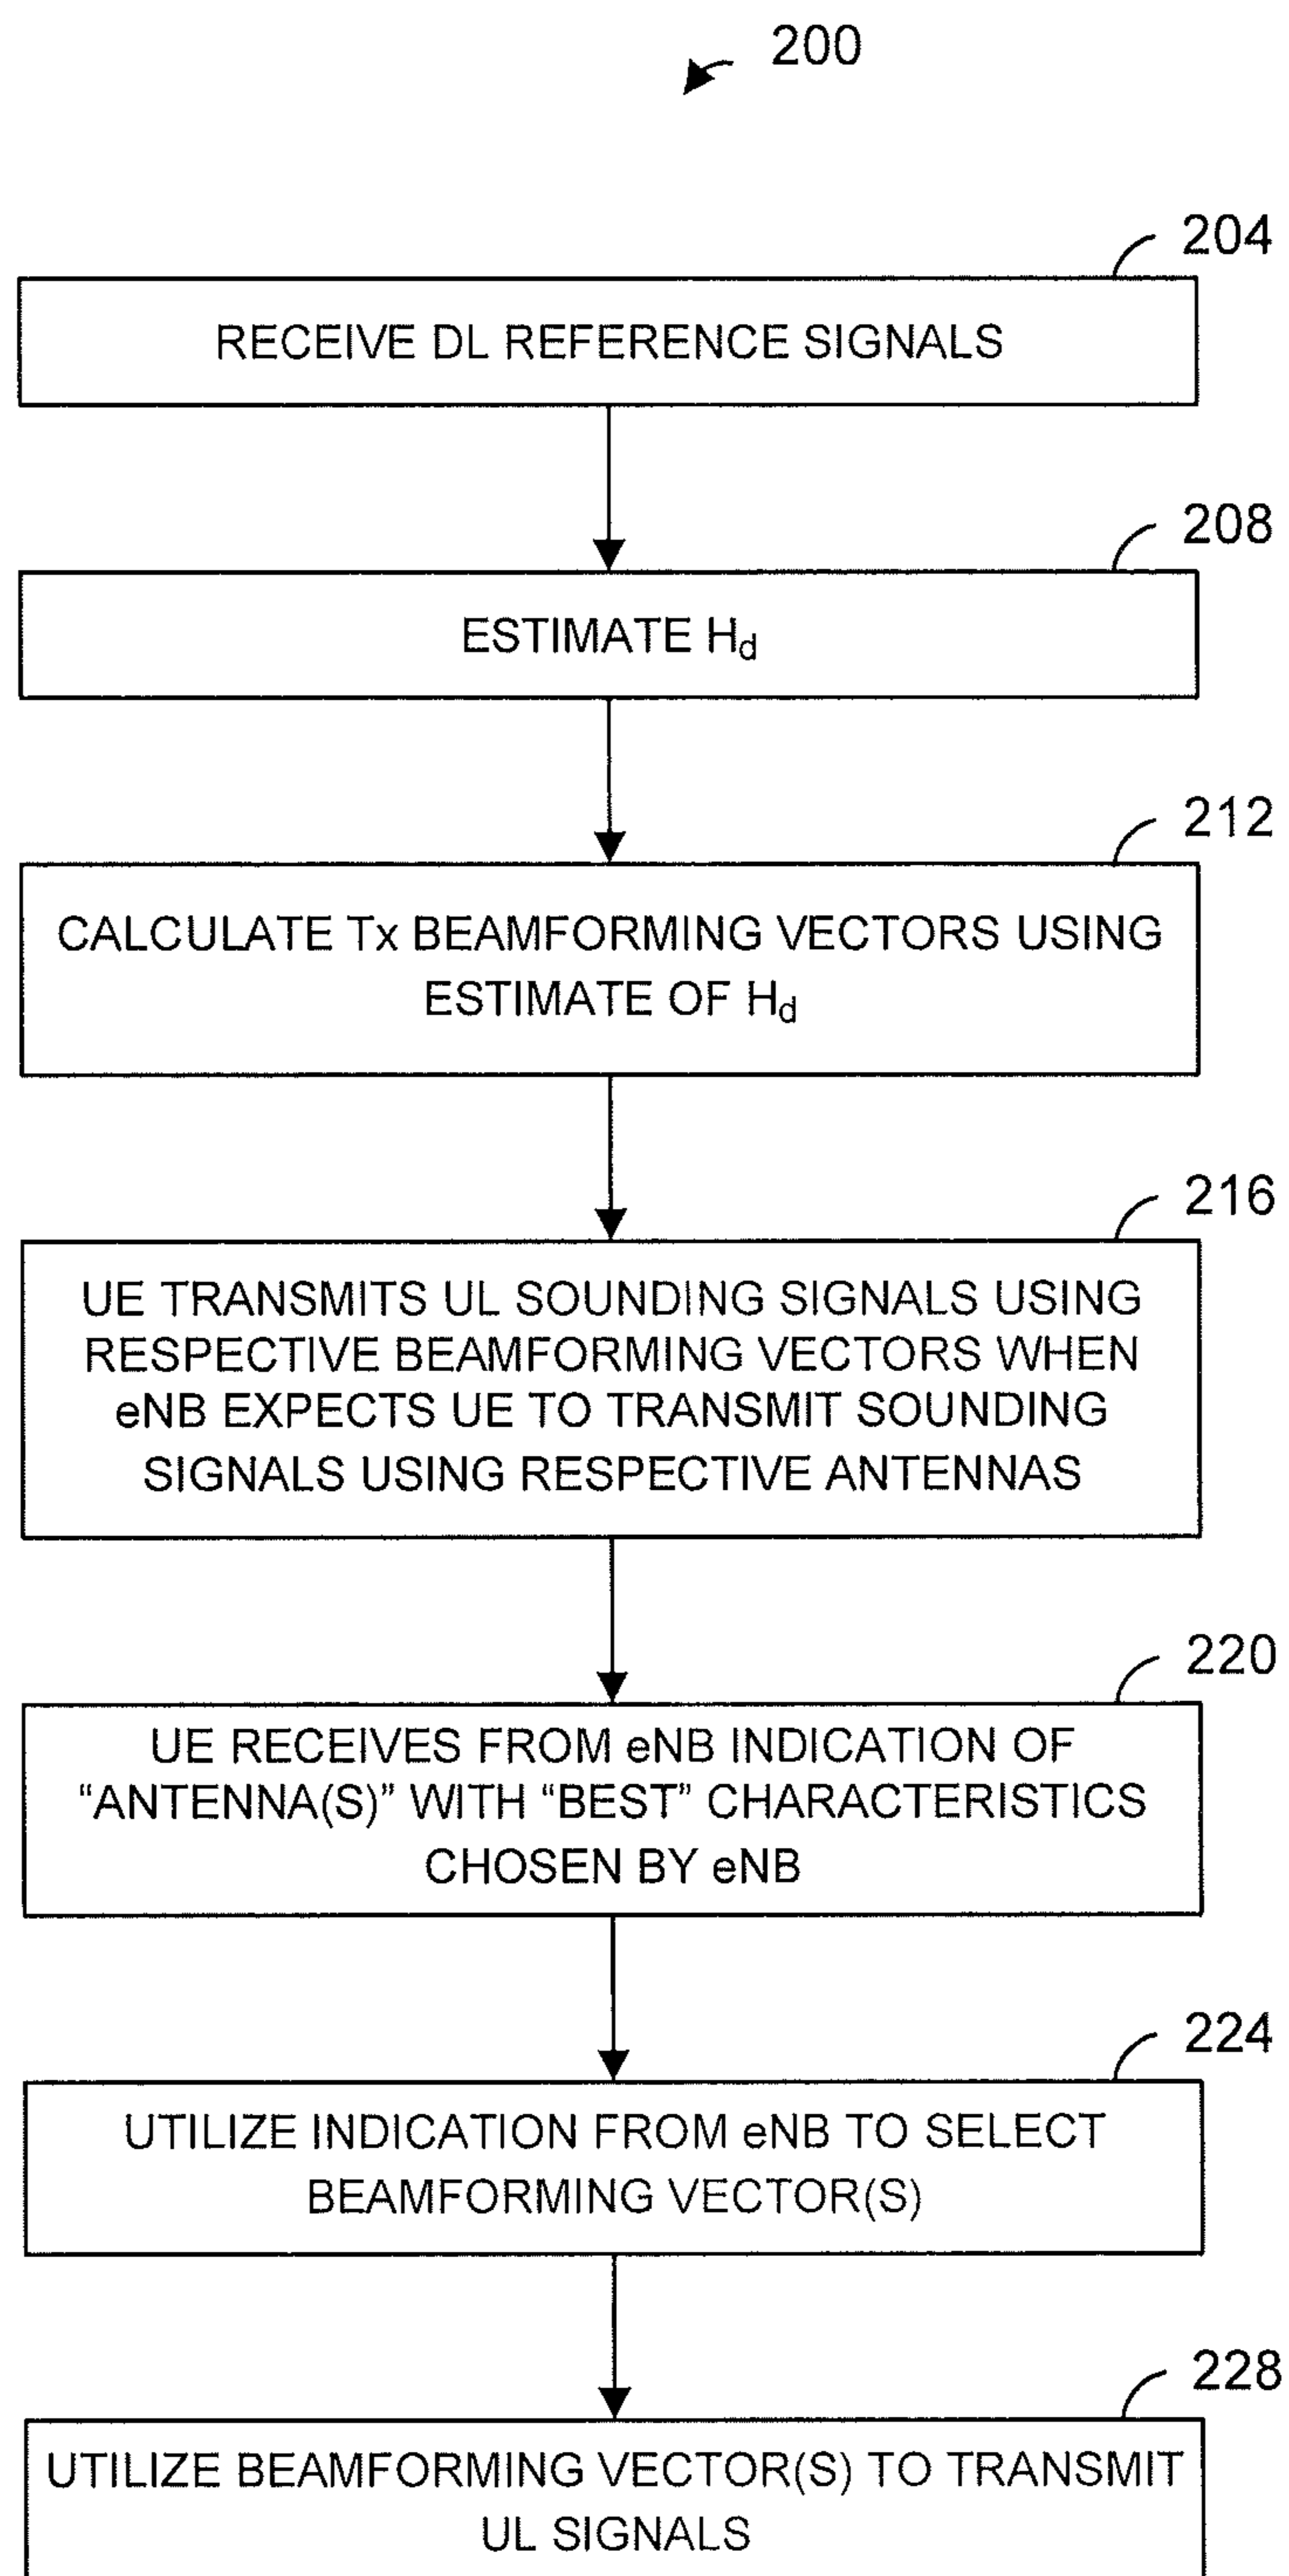 200
204
RECEIVE DL REFERENCE SIGNALS
208
ESTIMATE Hd
212
CALCULATE Tx BEAMFORMING VECTORS USING
ESTIMATE OF Hd
216
UE TRANSMITS UL SOUNDING SIGNALS USING
RESPECTIVE BEAMFORMING VECTORS WHEN
eNB EXPECTS UE TO TRANSMIT SOUNDING
SIGNALS USING RESPECTIVE ANTENNAS
220
UE RECEIVES FROM eNB INDICATION OF
“ANTENNA(S)” WITH “BEST” CHARACTERISTICS
CHOSEN BY eNB
224
UTILIZE INDICATION FROM eNB TO SELECT
BEAMFORMING VECTOR(S)
228
UTILIZE BEAMFORMING VECTOR(S) TO TRANSMIT
UL SIGNALS